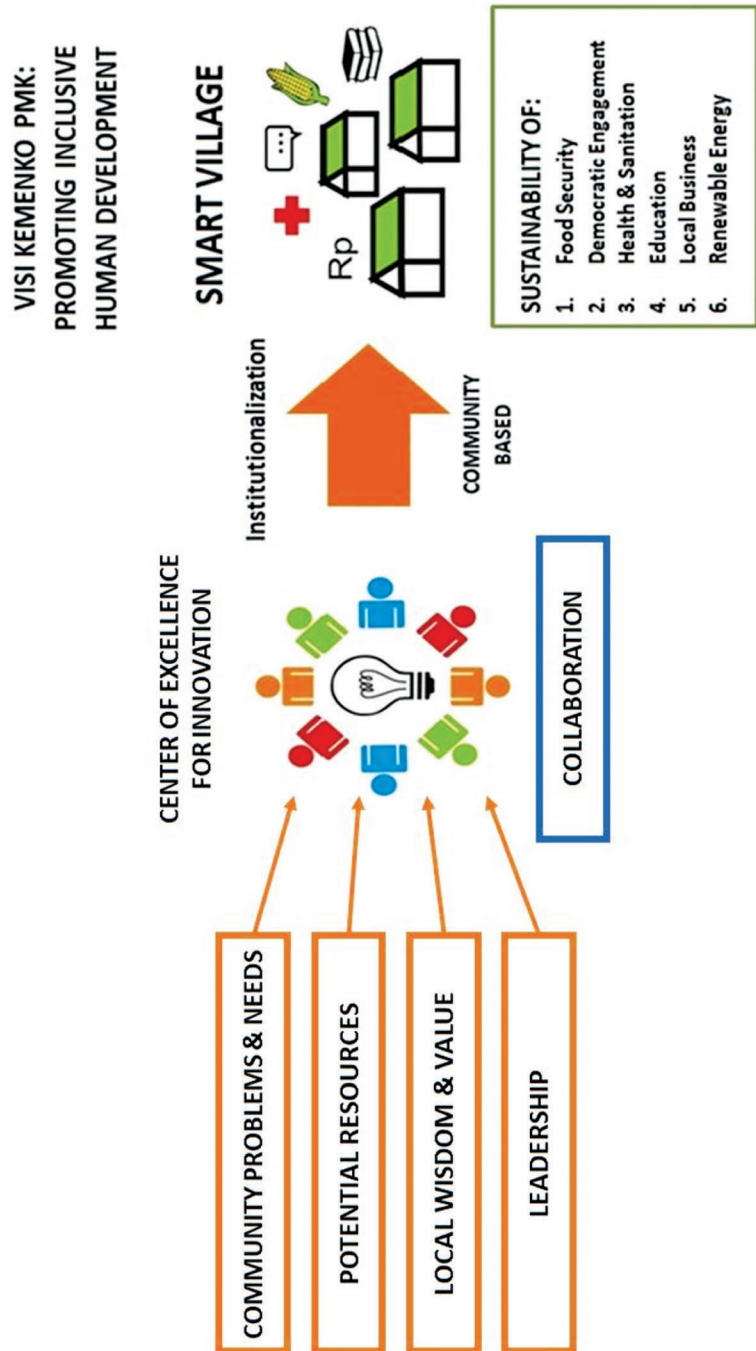 COMMUNITY PROBLEMS & NEEDS
POTENTIAL RESOURCES
LOCAL WISDOM & VALUE
LEADERSHIP
CENTER OF EXCELLENCE
FOR INNOVATION
COLLABORATION
Institutionalization
COMMUNITY
BASED
VISI KEMENKO PMK:
PROMOTING INCLUSIVE
HUMAN DEVELOPMENT
SMART VILLAGE
Rp
...
SUSTAINABILITY OF:
1. Food Security
2. Democratic Engagement
3. Health & Sanitation
4. Education
5. Local Business
6. Renewable Energy